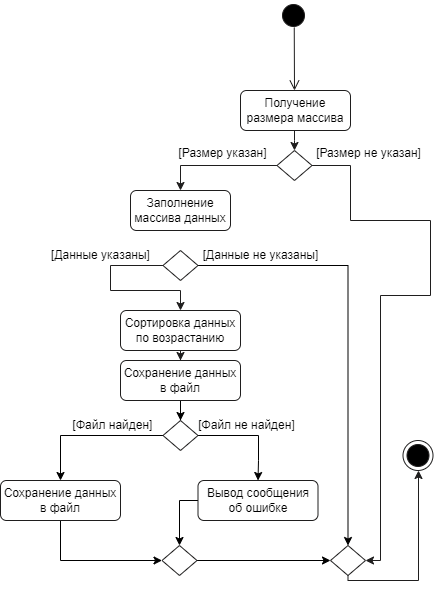 Получение
размера массива
[Размер указан]
[Размер не указан]
Заполнение
массива данных
[Данные указаны]
[Данные не указаны]
Сортировка данных
по возрастанию
Сохранение данных
в файл
[Файл найден]
[Файл не найден]
Сохранение данных
в файл
Вывод сообщения
об ошибке